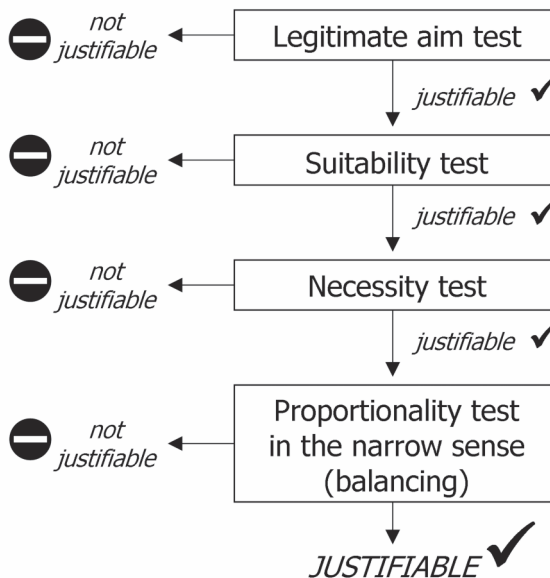 not
justifiable
Legitimate aim test
justifiable
not
justifiable
Suitability test
justifiable
not
justifiable
Necessity test
justifiable
not
justifiable
Proportionality test
in the narrow sense
(balancing)
JUSTIFIABLE